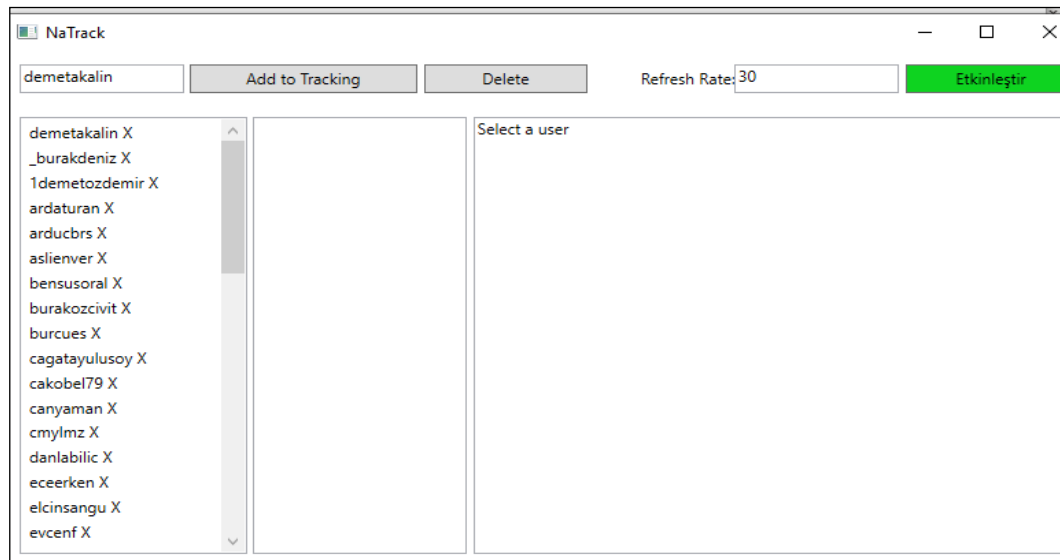 NaTrack
demetakalin Add to Tracking Delete Refresh Rate: 30 Etkinleştir
demetakalin X
_burakdeniz X
1demetozdemir X
ardaturan X
arducbrs X
aslienver X
bensusoral X
burakozcivit X
burcues X
cagatayulusoy X
cakobel79 X
canyaman X
cmylmz X
danlabilic X
eceerken X
elcinsangu X
evcenf X
Select a user